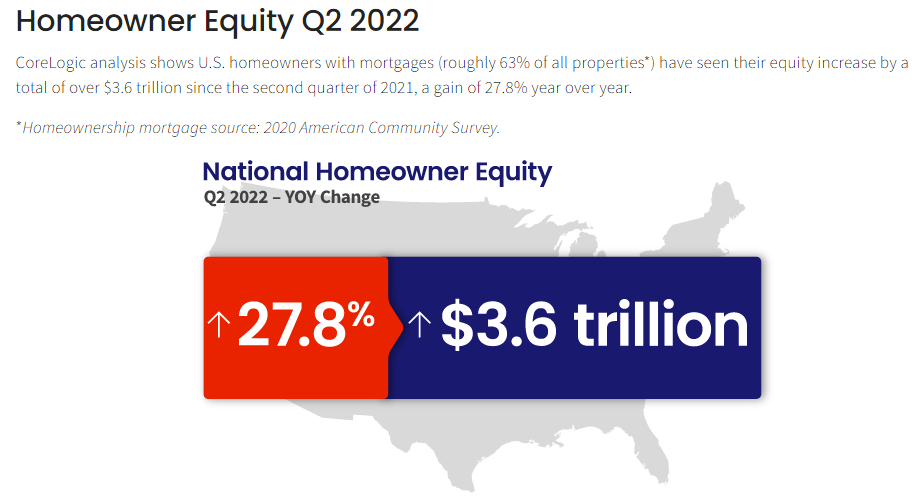 Homeowner Equity Q2 2022
CoreLogic analysis shows U.S. homeowners with mortgages (roughly 63% of all properties*) have seen their equity increase by a
total of over $3.6 trillion since the second quarter of 2021, a gain of 27.8% year over year.
*Homeownership mortgage source: 2020 American Community Survey.
National Homeowner Equity
Q2 2022 – YOY Change
↑ 27.8% ↑ $3.6 trillion